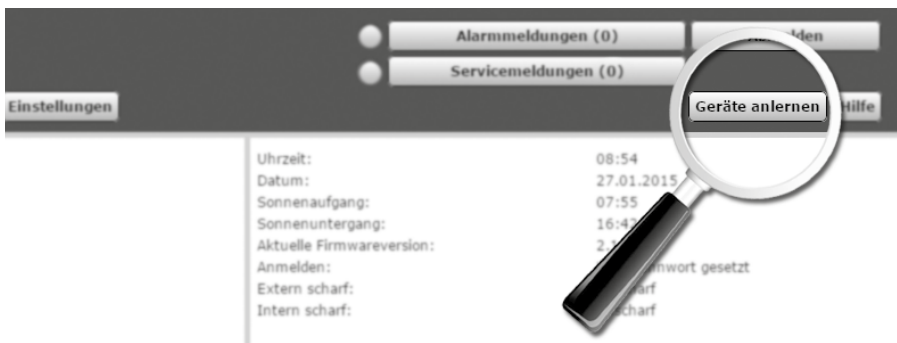 Alarmmeldungen (0)
Servicemeldungen (0)
Einstellungen
Geräte anlernen
Hilfe
Uhrzeit: 08:54
Datum: 27.01.2015
Sonnenaufgang: 07:55
Sonnenuntergang:
Aktuelle Firmwareversion:
Anmelden: gesetzt
Extern scharf:
Intern scharf: